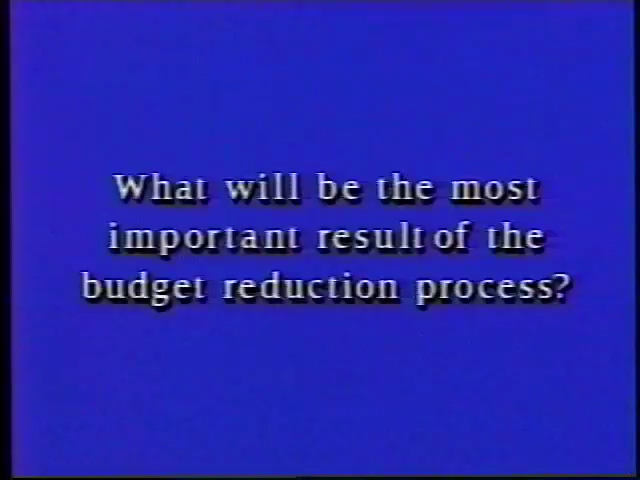 What will be the most
important result of the
budget reduction process?